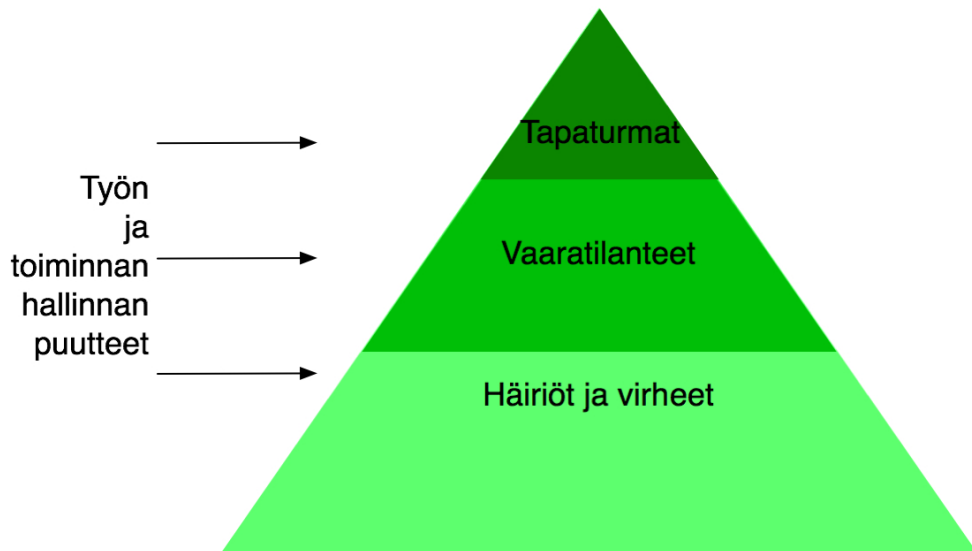 Työn
ja
toiminnan
hallinnan
puutteet
Tapaturmat
Vaaratilanteet
Häiriöt ja virheet